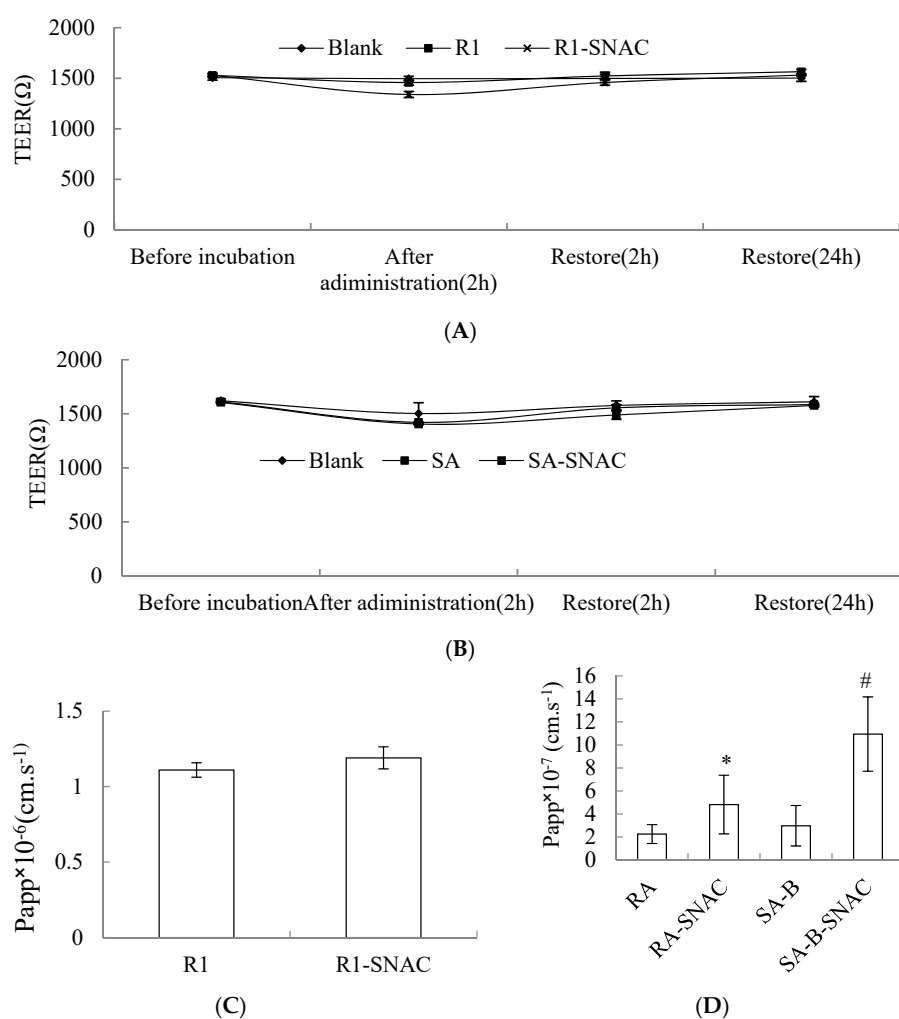 2000
1500
1000
500
0
TEER(Ω)
Blank R1 R1-SNAC
Before incubation After adiministration(2h) Restore(2h) Restore(24h)
(A)
2000
1500
1000
500
0
TEER(Ω)
Blank SA SA-SNAC
Before incubation After adiministration(2h) Restore(2h) Restore(24h)
(B)
1.5
1
0.5
0
Papp×10⁻⁶(cm.s⁻¹)
R1 R1-SNAC
(C)
16
14
12
10
8
6
4
2
0
Papp×10⁻⁷ (cm.s⁻¹)
*
#
RA RA-SNAC SA-B SA-B-SNAC
(D)